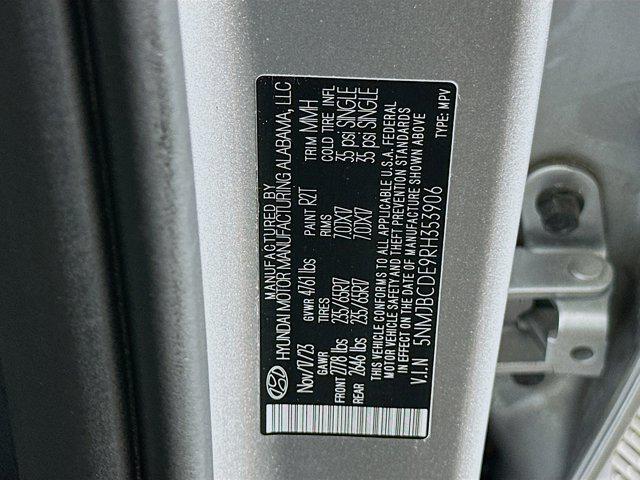 MANUFACTURED BY
HYUNDAI MOTOR MANUFACTURING ALABAMA, LLC
Nov/17/23 GVWR 4761 lbs PAINT R2T TRIM MMH
GAWR TIRES RIMS COLD TIRE INFL
FRONT 2778 lbs 235/65R17 7.00X17 35 psi SINGLE
REAR 2646 lbs 235/65R17 7.00X17 35 psi SINGLE
THIS VEHICLE CONFORMS TO ALL APPLICABLE U.S.A. FEDERAL
MOTOR VEHICLE SAFETY AND THEFT PREVENTION STANDARDS
IN EFFECT ON THE DATE OF MANUFACTURE SHOWN ABOVE
V.I.N 5NMJBCDE9RH353906 TYPE: MPV